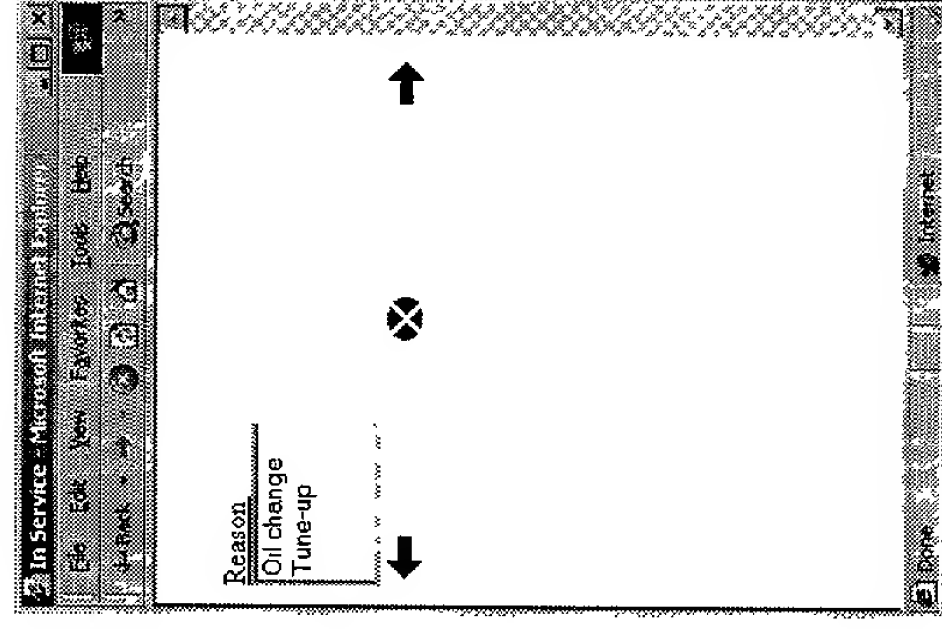 In Service - Microsoft Internet Explorer
File Edit View Favorites Tools Help
Back Search
Reason
Oil change
Tune-up
Done Internet